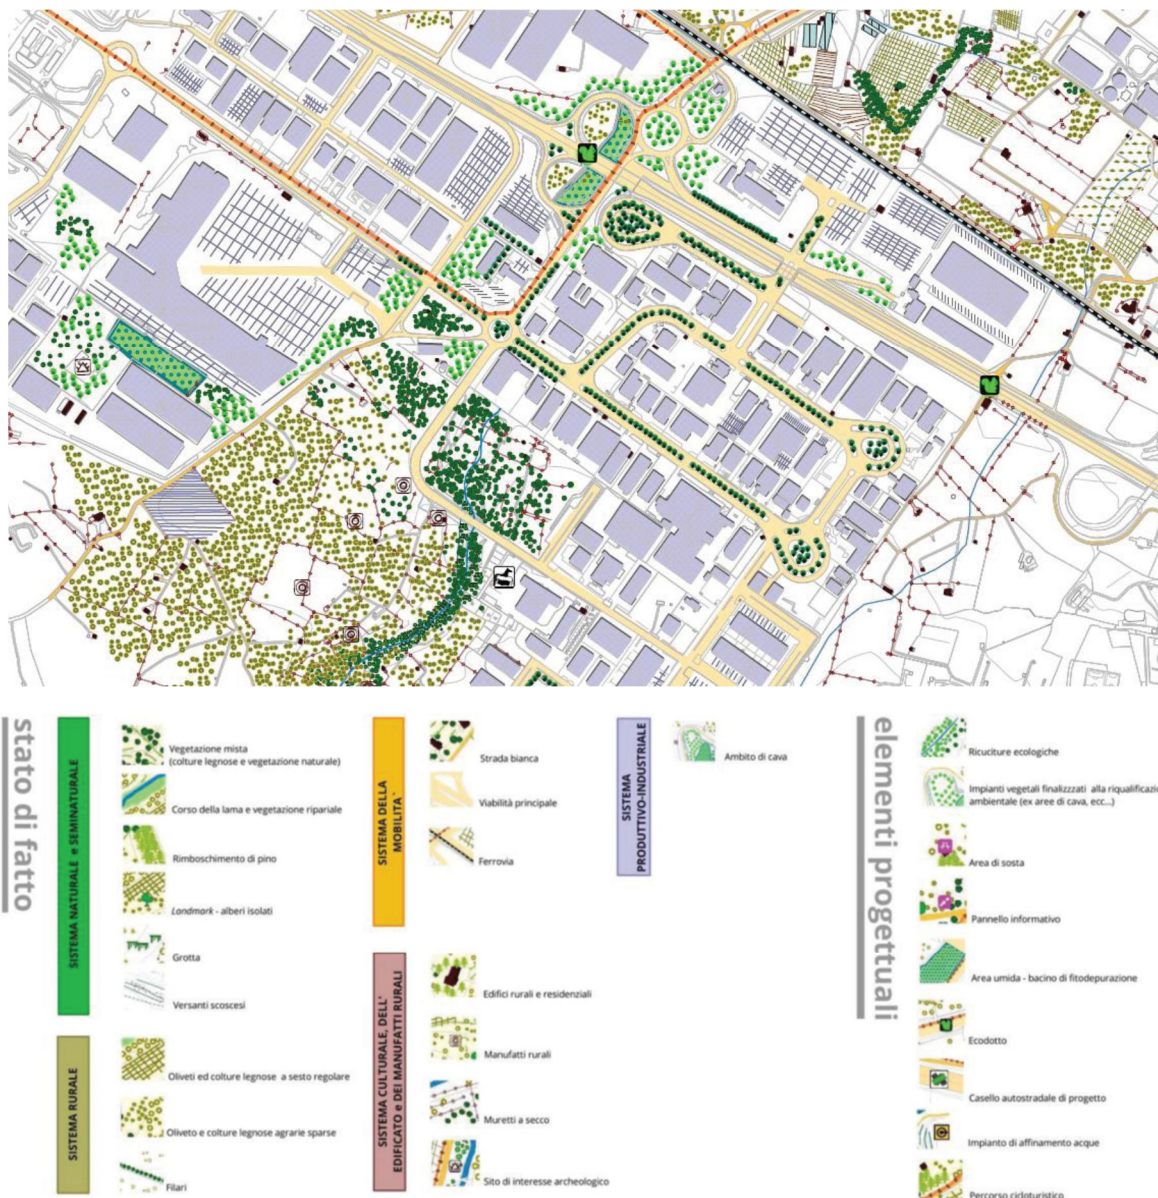 stato di fatto
SISTEMA NATURALE e SEMINATURALE
Vegetazione mista
(colture legnose e vegetazione naturale)
Corso della lama e vegetazione ripariale
Rimboschimento di pino
Landmark - alberi isolati
Grotta
Versanti scoscesi
SISTEMA RURALE
Oliveti ed colture legnose a sesto regolare
Oliveto e colture legnose agrarie sparse
Filari
SISTEMA DELLA
MOBILITA'
Strada bianca
Viabilità principale
Ferrovia
SISTEMA CULTURALE, DELL'
EDIFICATO e DEI MANUFATTI RURALI
Edifici rurali e residenziali
Manufatti rurali
Muretti a secco
Sito di interesse archeologico
SISTEMA
PRODUTTIVO-INDUSTRIALE
Ambito di cava
elementi progettuali
Ricuciture ecologiche
Impianti vegetali finalizzzati alla riqualificazi
ambientale (ex aree di cava, ecc...)
Area di sosta
Pannello informativo
Area umida - bacino di fitodepurazione
Ecodotto
Casello autostradale di progetto
Impianto di affinamento acque
Percorso cicloturistico